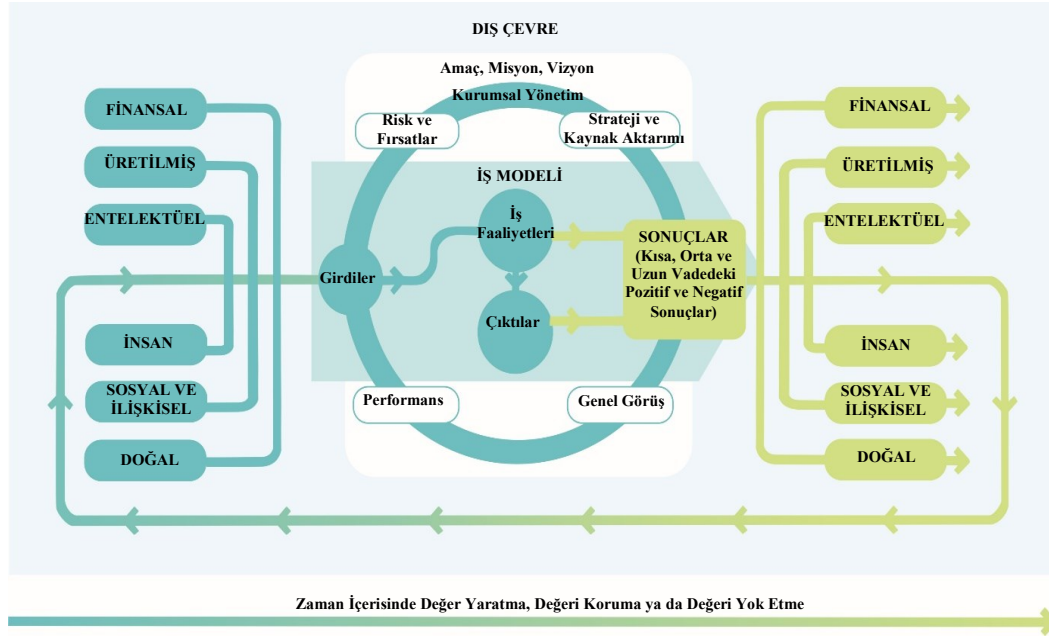 DIŞ ÇEVRE
Amaç, Misyon, Vizyon
Kurumsal Yönetim
Risk ve
Fırsatlar
Strateji ve
Kaynak Aktarımı
FİNANSAL
ÜRETİLMİŞ
ENTELEKTÜEL
İNSAN
SOSYAL VE
İLİŞKİSEL
DOĞAL
İŞ MODELİ
Girdiler
İş
Faaliyetleri
Çıktılar
SONUÇLAR
(Kısa, Orta ve
Uzun Vadedeki
Pozitif ve Negatif
Sonuçlar)
Performans
Genel Görüş
FİNANSAL
ÜRETİLMİŞ
ENTELEKTÜEL
İNSAN
SOSYAL VE
İLİŞKİSEL
DOĞAL
Zaman İçerisinde Değer Yaratma, Değeri Koruma ya da Değeri Yok Etme